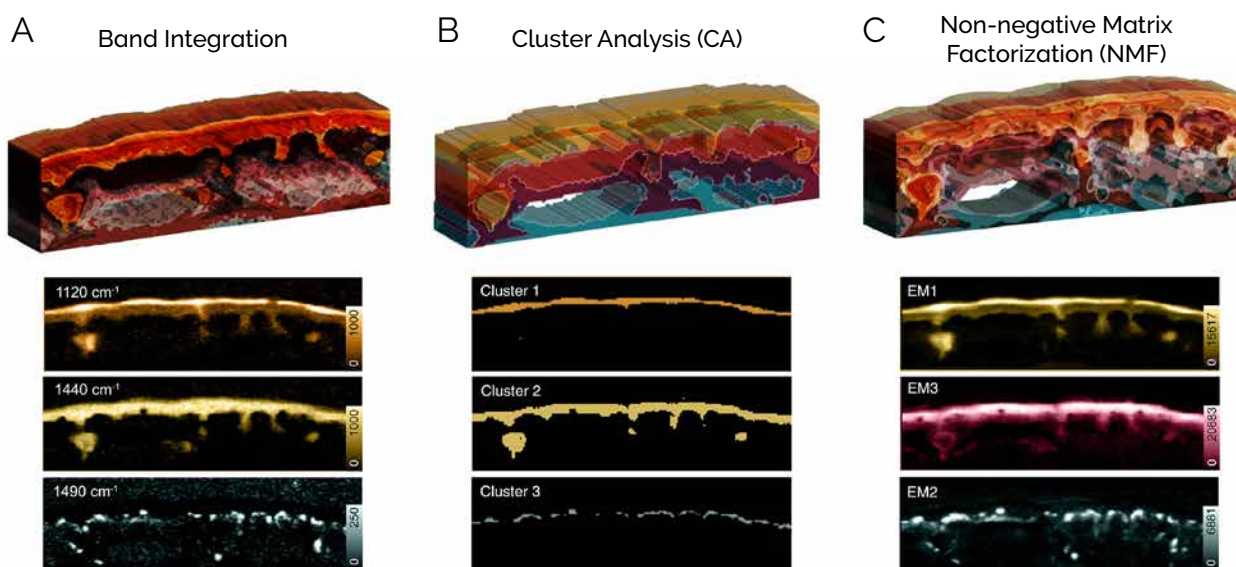 A
Band Integration
B
Cluster Analysis (CA)
C
Non-negative Matrix
Factorization (NMF)
1120 cm⁻¹
1000
0
1440 cm⁻¹
1000
0
1490 cm⁻¹
250
0
Cluster 1
Cluster 2
Cluster 3
EM1
15617
0
EM3
20683
0
EM2
6881
0